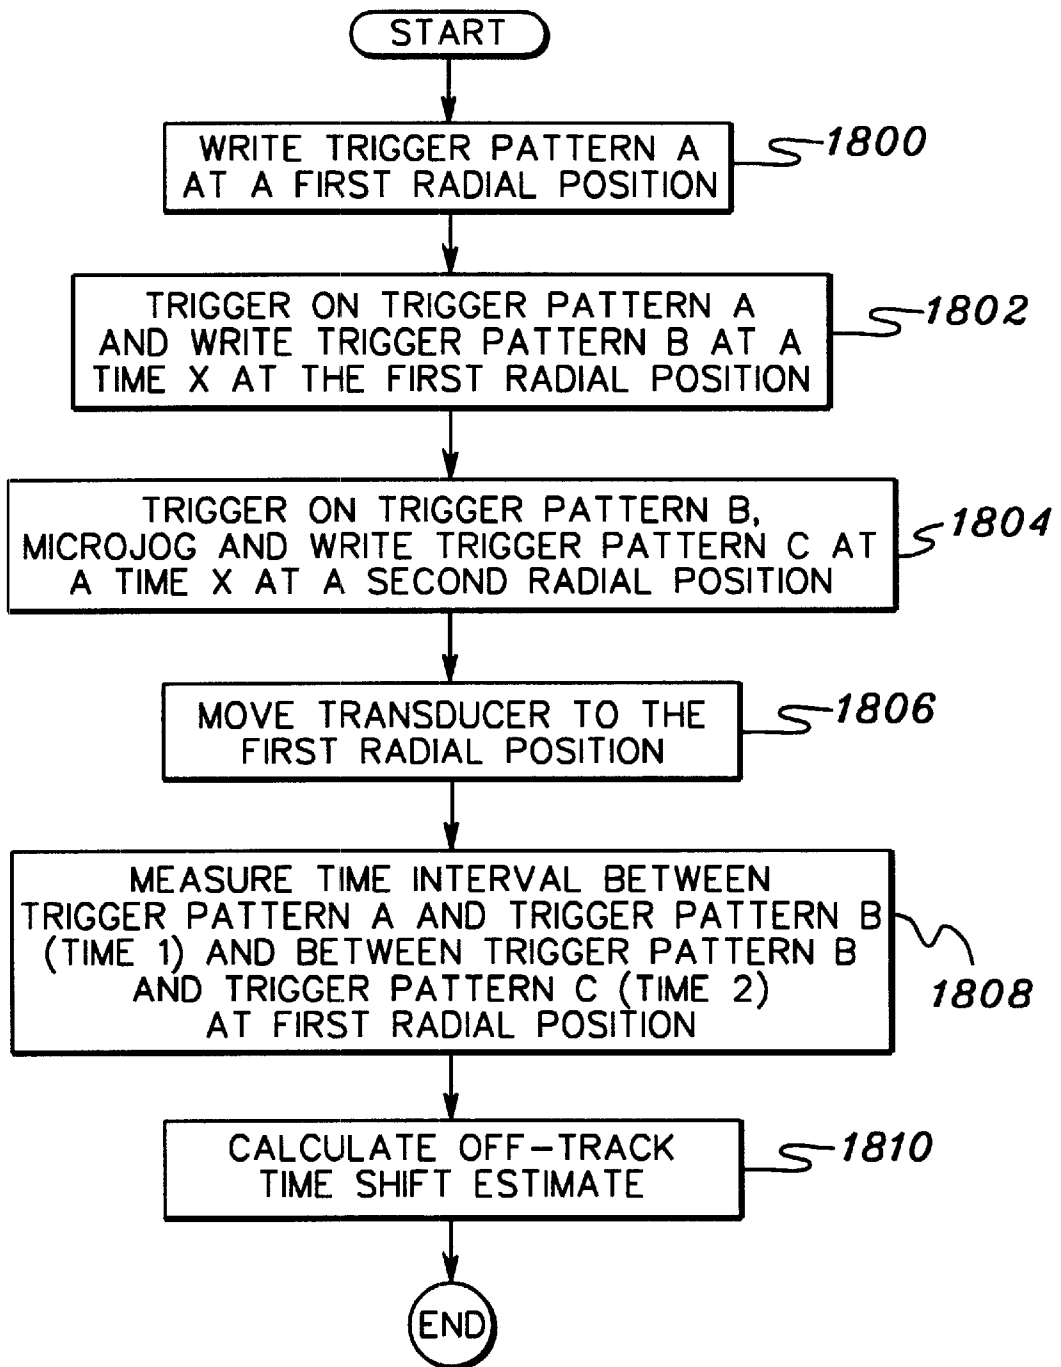 START
WRITE TRIGGER PATTERN A
AT A FIRST RADIAL POSITION
1800
TRIGGER ON TRIGGER PATTERN A
AND WRITE TRIGGER PATTERN B AT A
TIME X AT THE FIRST RADIAL POSITION
1802
TRIGGER ON TRIGGER PATTERN B,
MICROJOG AND WRITE TRIGGER PATTERN C AT
A TIME X AT A SECOND RADIAL POSITION
1804
MOVE TRANSDUCER TO THE
FIRST RADIAL POSITION
1806
MEASURE TIME INTERVAL BETWEEN
TRIGGER PATTERN A AND TRIGGER PATTERN B
(TIME 1) AND BETWEEN TRIGGER PATTERN B
AND TRIGGER PATTERN C (TIME 2)
AT FIRST RADIAL POSITION
1808
CALCULATE OFF-TRACK
TIME SHIFT ESTIMATE
1810
END